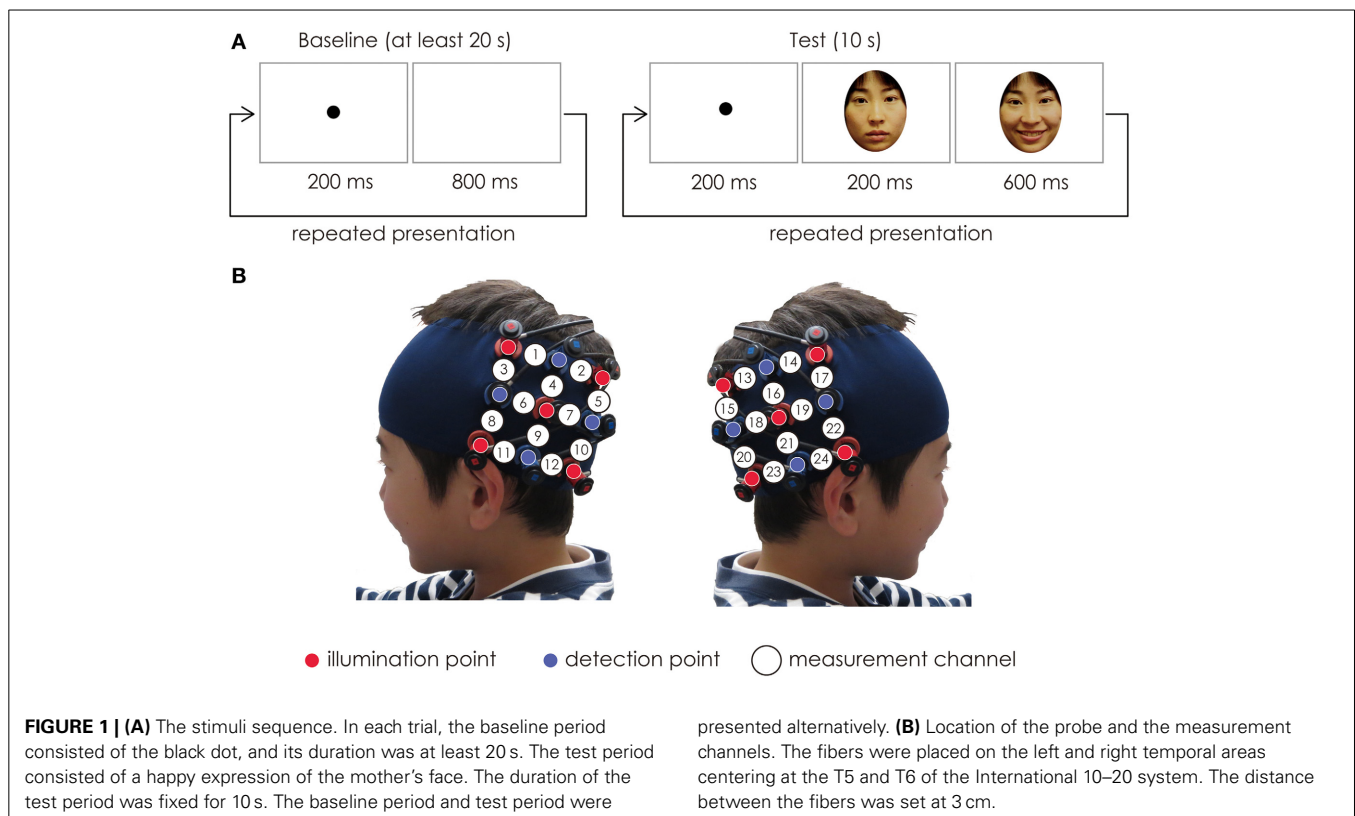 A
Baseline (at least 20 s)
Test (10 s)
200 ms
800 ms
200 ms
200 ms
600 ms
repeated presentation
repeated presentation
B
1
2
3
4
5
6
7
8
9
10
11
12
13
14
15
16
17
18
19
20
21
22
23
24
illumination point
detection point
measurement channel
FIGURE 1 | (A) The stimuli sequence. In each trial, the baseline period
consisted of the black dot, and its duration was at least 20 s. The test period
consisted of a happy expression of the mother's face. The duration of the
test period was fixed for 10 s. The baseline period and test period were
presented alternatively. (B) Location of the probe and the measurement
channels. The fibers were placed on the left and right temporal areas
centering at the T5 and T6 of the International 10–20 system. The distance
between the fibers was set at 3 cm.